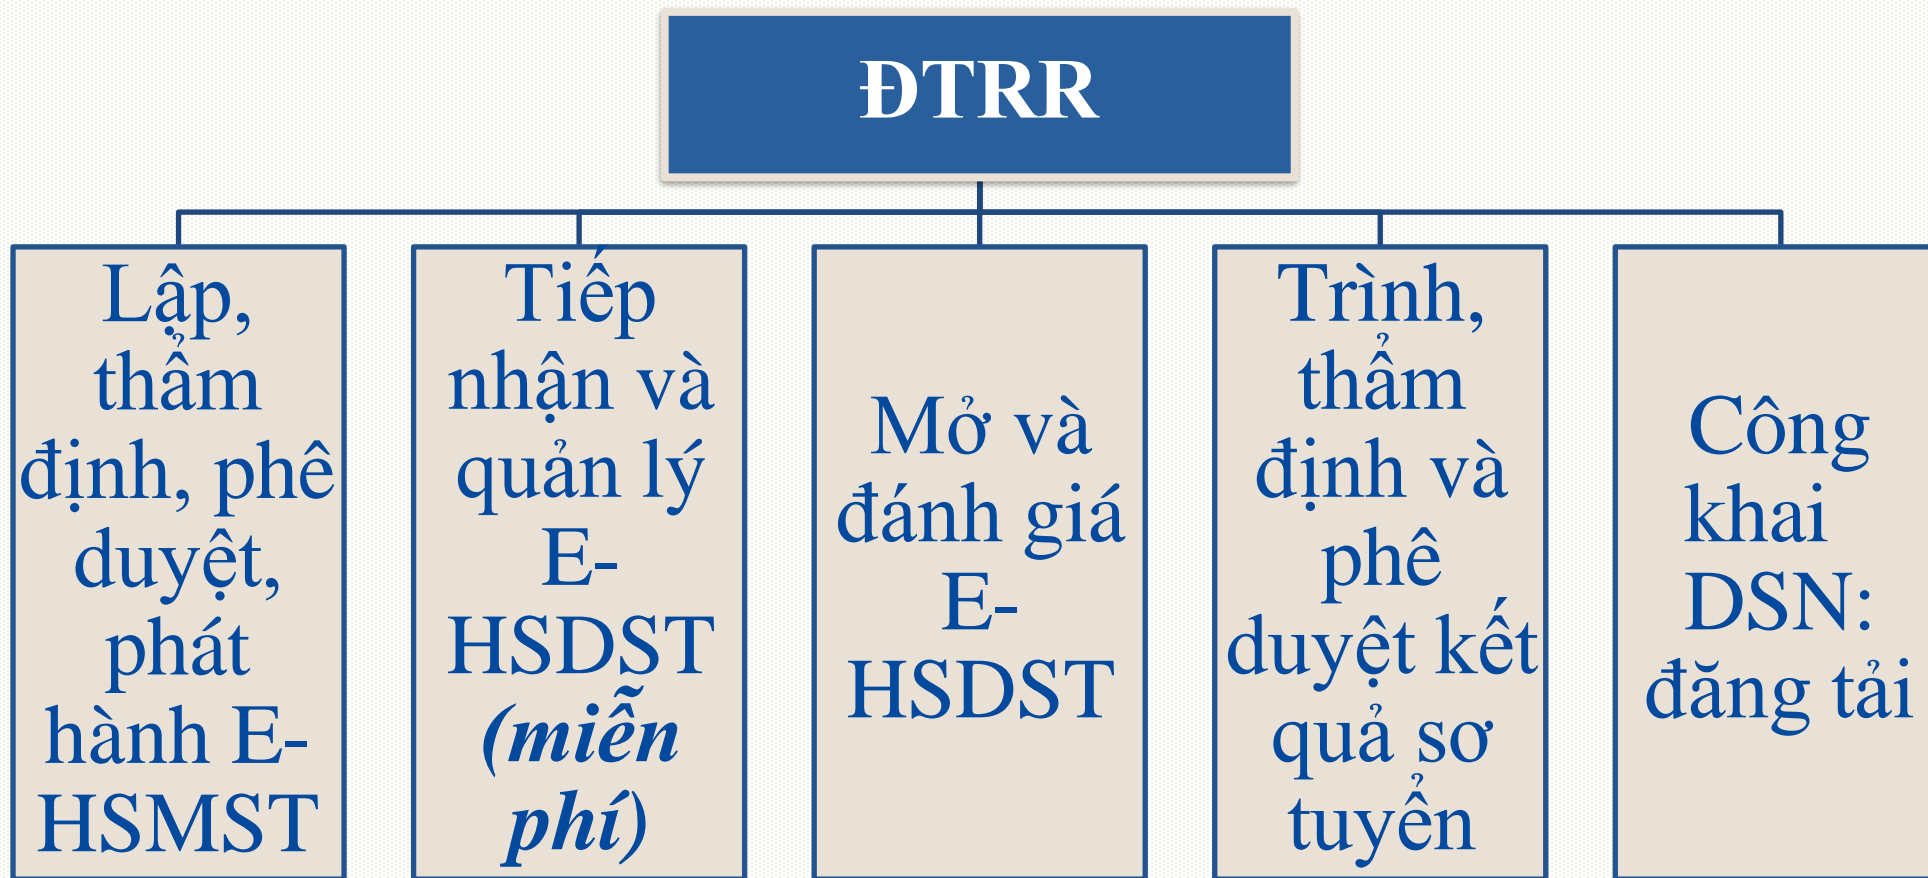 ĐTRR
Lập,
thẩm
định, phê
duyệt,
phát
hành E-
HSMST
Tiếp
nhận và
quản lý
E-
HSDST
(miễn
phí)
Mở và
đánh giá
E-
HSDST
Trình,
thẩm
định và
phê
duyệt kết
quả sơ
tuyển
Công
khai
DSN:
đăng tải